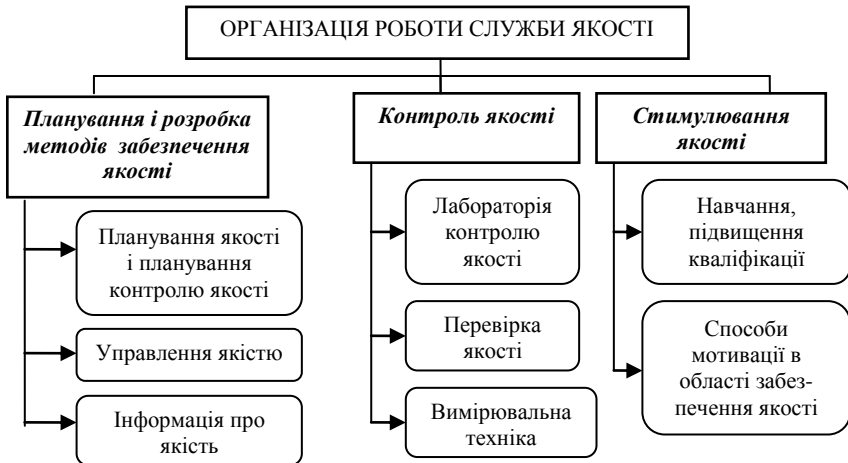 ОРГАНІЗАЦІЯ РОБОТИ СЛУЖБИ ЯКОСТІ
Планування і розробка
методів забезпечення
якості
Планування якості
і планування
контролю якості
Управління якістю
Інформація про
якість
Контроль якості
Лабораторія
контролю
якості
Перевірка
якості
Вимірювальна
техніка
Стимулювання
якості
Навчання,
підвищення
кваліфікації
Способи
мотивації в
області забез-
печення якості